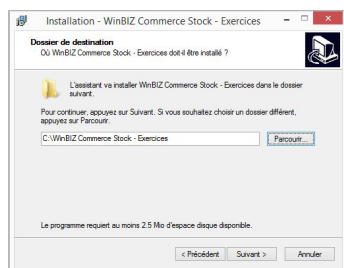 Installation - WinBIZ Commerce Stock - Exercices
Dossier de destination
Où WinBIZ Commerce Stock - Exercices doit-il être installé ?
L'assistant va installer WinBIZ Commerce Stock - Exercices dans le dossier
suivant.
Pour continuer, appuyez sur Suivant. Si vous souhaitez choisir un dossier différent,
appuyez sur Parcourir.
C:\WinBIZ Commerce Stock - Exercices
Parcourir...
Le programme requiert au moins 2.5 Mio d'espace disque disponible.
< Précédent
Suivant >
Annuler